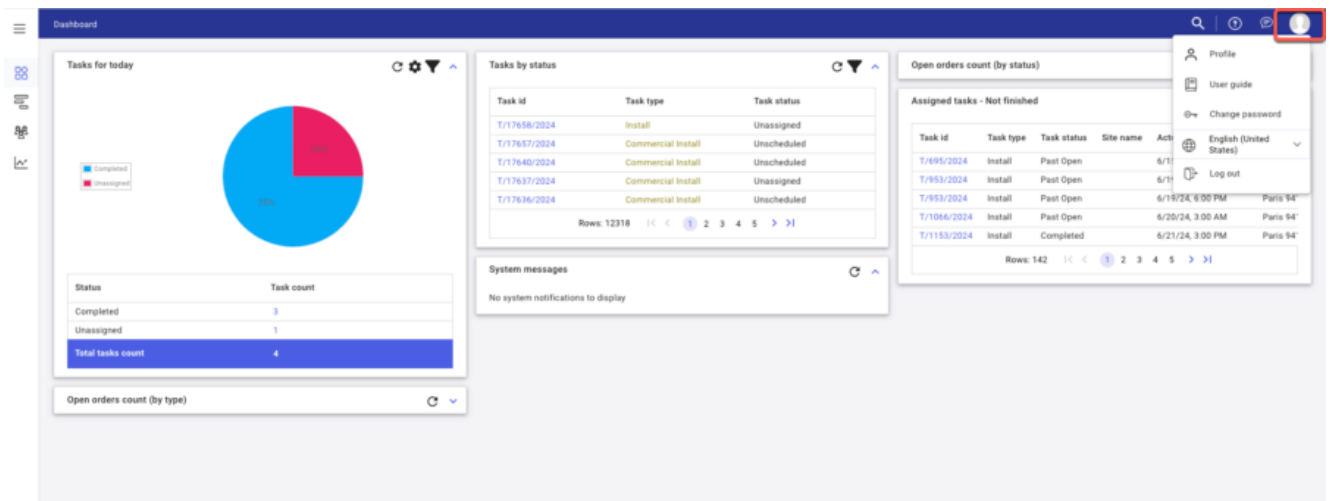 Dashboard
Tasks for today
Completed
Unassigned
75%
Status Task count
Completed 3
Unassigned 1
Total tasks count 4
Open orders count (by type)
Tasks by status
Task id Task type Task status
T/17658/2024 Install Unassigned
T/17657/2024 Commercial Install Unscheduled
T/17640/2024 Commercial Install Unscheduled
T/17637/2024 Commercial Install Unassigned
T/17636/2024 Commercial Install Unscheduled
Rows: 12318 1 2 3 4 5
System messages
No system notifications to display
Open orders count (by status)
Assigned tasks - Not finished
Task id Task type Task status Site name
T/695/2024 Install Past Open
T/953/2024 Install Past Open
T/953/2024 Install Past Open 6/19/24, 6:00 PM Paris
T/1066/2024 Install Past Open 6/20/24, 3:00 AM Paris
T/1153/2024 Install Completed 6/21/24, 3:00 PM Paris
Rows: 142 1 2 3 4 5
Profile
User guide
Change password
English (United
States)
Log out